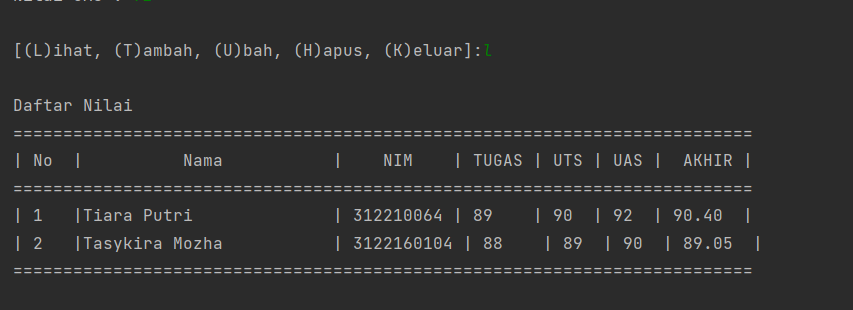 [(L)ihat, (T)ambah, (U)bah, (H)apus, (K)eluar]:l
Daftar Nilai
==========================================================================
| No  |          Nama           |    NIM    | TUGAS | UTS | UAS |  AKHIR |
==========================================================================
| 1   |Tiara Putri              | 312210064 | 89    | 90  | 92  | 90.40  |
| 2   |Tasykira Mozha           | 3122160104 | 88    | 89  | 90  | 89.05  |
==========================================================================